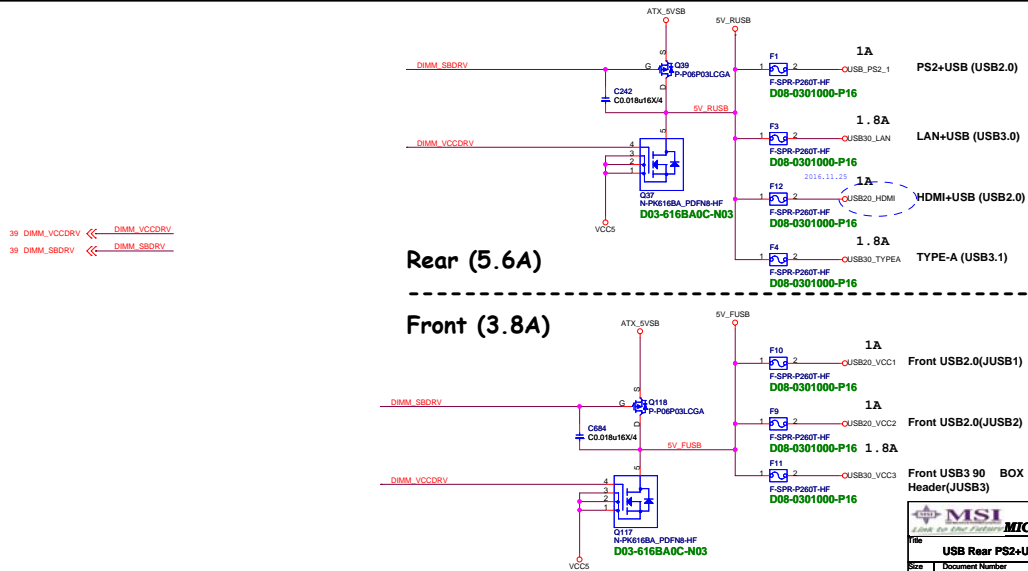 ATX_5VSB
5V_RUSB
DIMM_SBDRV
S
G
D
Q39
P-P06P03LCGA
C242
C0.018u16X/4
5V_RUSB
DIMM_VCCDRV
5
4
3
2
1
Q37
N-PK616BA_PDFN8-HF
D03-616BA0C-N03
VCC5
F1
1 2
F-SPR-P260T-HF
D08-0301000-P16
1A
USB_PS2_1
PS2+USB (USB2.0)
F3
1 2
F-SPR-P260T-HF
D08-0301000-P16
1.8A
USB30_LAN
LAN+USB (USB3.0)
2016.11.25
F12
1 2
F-SPR-P260T-HF
D08-0301000-P16
1A
USB20_HDMI
HDMI+USB (USB2.0)
F4
1 2
F-SPR-P260T-HF
D08-0301000-P16
1.8A
USB30_TYPEA
TYPE-A (USB3.1)
39 DIMM_VCCDRV
DIMM_VCCDRV
39 DIMM_SBDRV
DIMM_SBDRV
Rear (5.6A)
Front (3.8A)
ATX_5VSB
5V_FUSB
DIMM_SBDRV
S
G
D
Q118
P-P06P03LCGA
C684
C0.018u16X/4
5V_FUSB
DIMM_VCCDRV
5
4
3
2
1
Q117
N-PK616BA_PDFN8-HF
D03-616BA0C-N03
VCC5
F10
1 2
F-SPR-P260T-HF
D08-0301000-P16
1A
USB20_VCC1
Front USB2.0(JUSB1)
F9
1 2
F-SPR-P260T-HF
D08-0301000-P16
1A
USB20_VCC2
Front USB2.0(JUSB2)
F11
1 2
F-SPR-P260T-HF
D08-0301000-P16
1.8A
USB30_VCC3
Front USB3 90 BOX
Header(JUSB3)
msi
MSI
Link to the Future
MIC
Title
USB Rear PS2+U
Size
Document Number